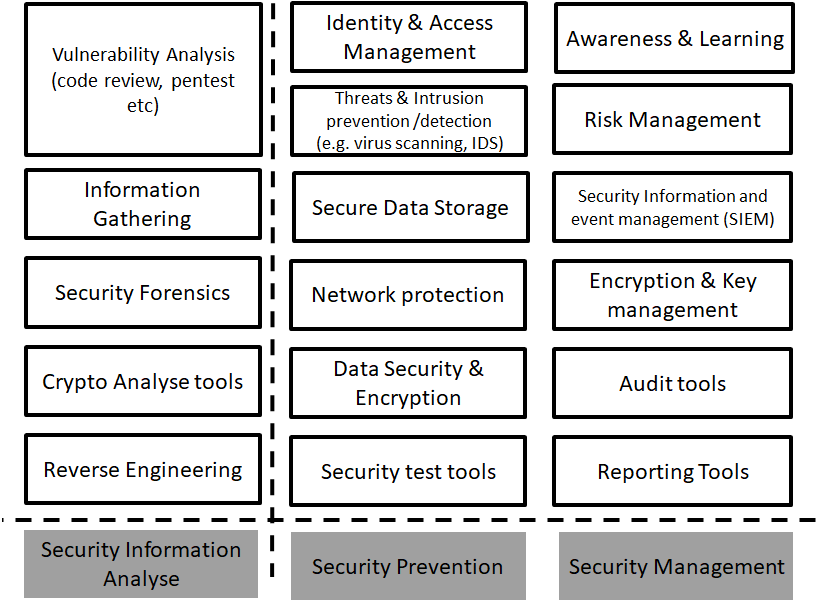 Vulnerability Analysis
(code review, pentest
etc)
Information
Gathering
Security Forensics
Crypto Analyse tools
Reverse Engineering
Security Information
Analyse
Identity & Access
Management
Threats & Intrusion
prevention /detection
(e.g. virus scanning, IDS)
Secure Data Storage
Network protection
Data Security &
Encryption
Security test tools
Security Prevention
Awareness & Learning
Risk Management
Security Information and
event management (SIEM)
Encryption & Key
management
Audit tools
Reporting Tools
Security Management